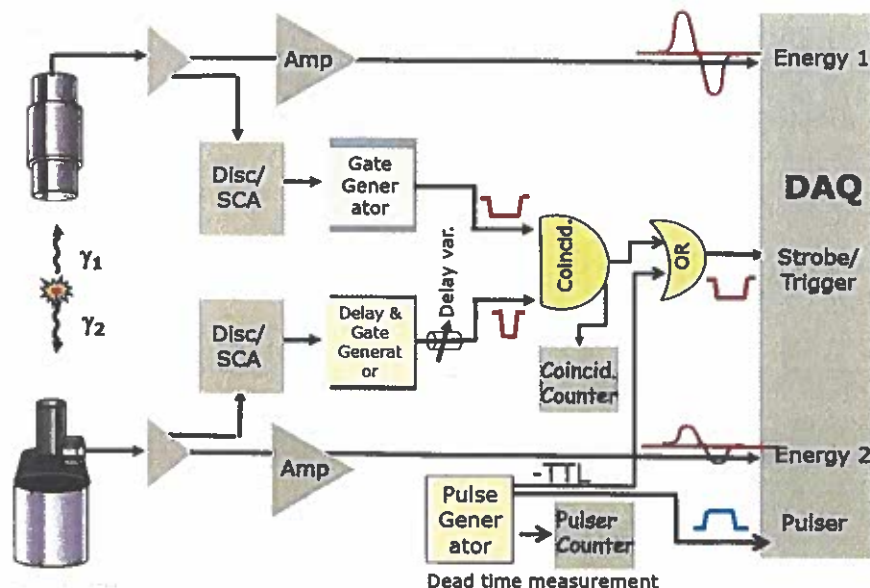 Amp
Energy 1
Disc/
SCA
Gate
Gener
ator
DAQ
γ1
γ2
Delay var.
Coincid.
OR
Strobe/
Trigger
Disc/
SCA
Delay &
Gate
Generat
or
Coincid.
Counter
Amp
Energy 2
-TTL
Pulse
Gener
ator
Pulser
Counter
Pulser
Dead time measurement